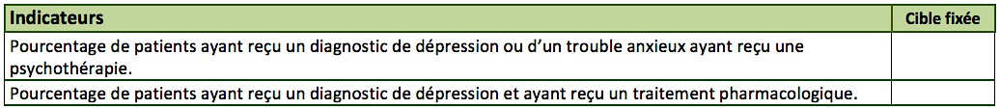 Indicateurs Cible fixée
Pourcentage de patients ayant reçu un diagnostic de dépression ou d’un trouble anxieux ayant reçu une
psychothérapie.
Pourcentage de patients ayant reçu un diagnostic de dépression et ayant reçu un traitement pharmacologique.